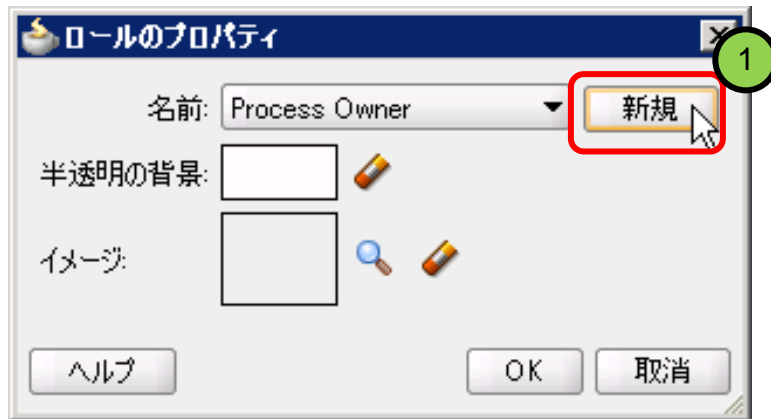 ロールのプロパティ
1
名前: Process Owner 新規
半透明の背景:
イメージ:
ヘルプ OK 取消